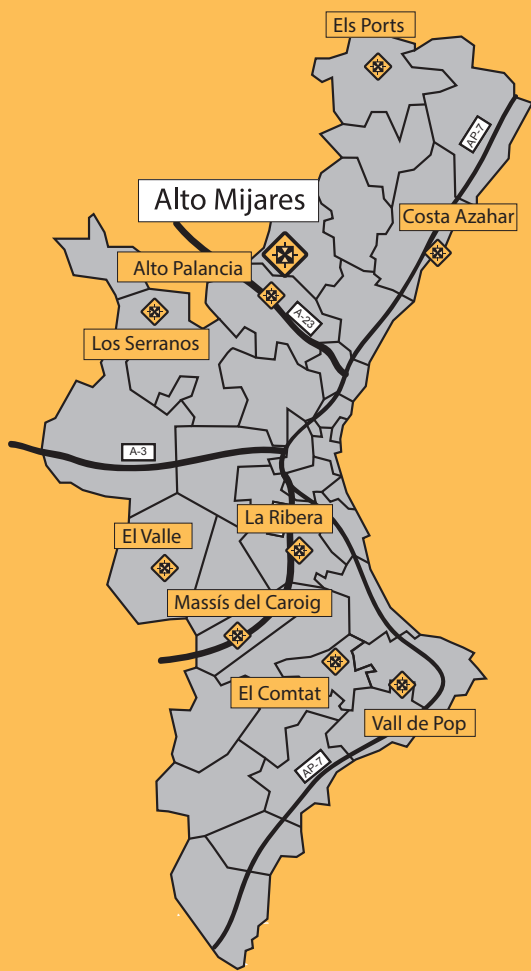 Els Ports
AP-7
Alto Mijares
Costa Azahar
Alto Palancia
A-23
Los Serranos
A-3
La Ribera
El Valle
Massís del Caroig
El Comtat
Vall de Pop
AP-7